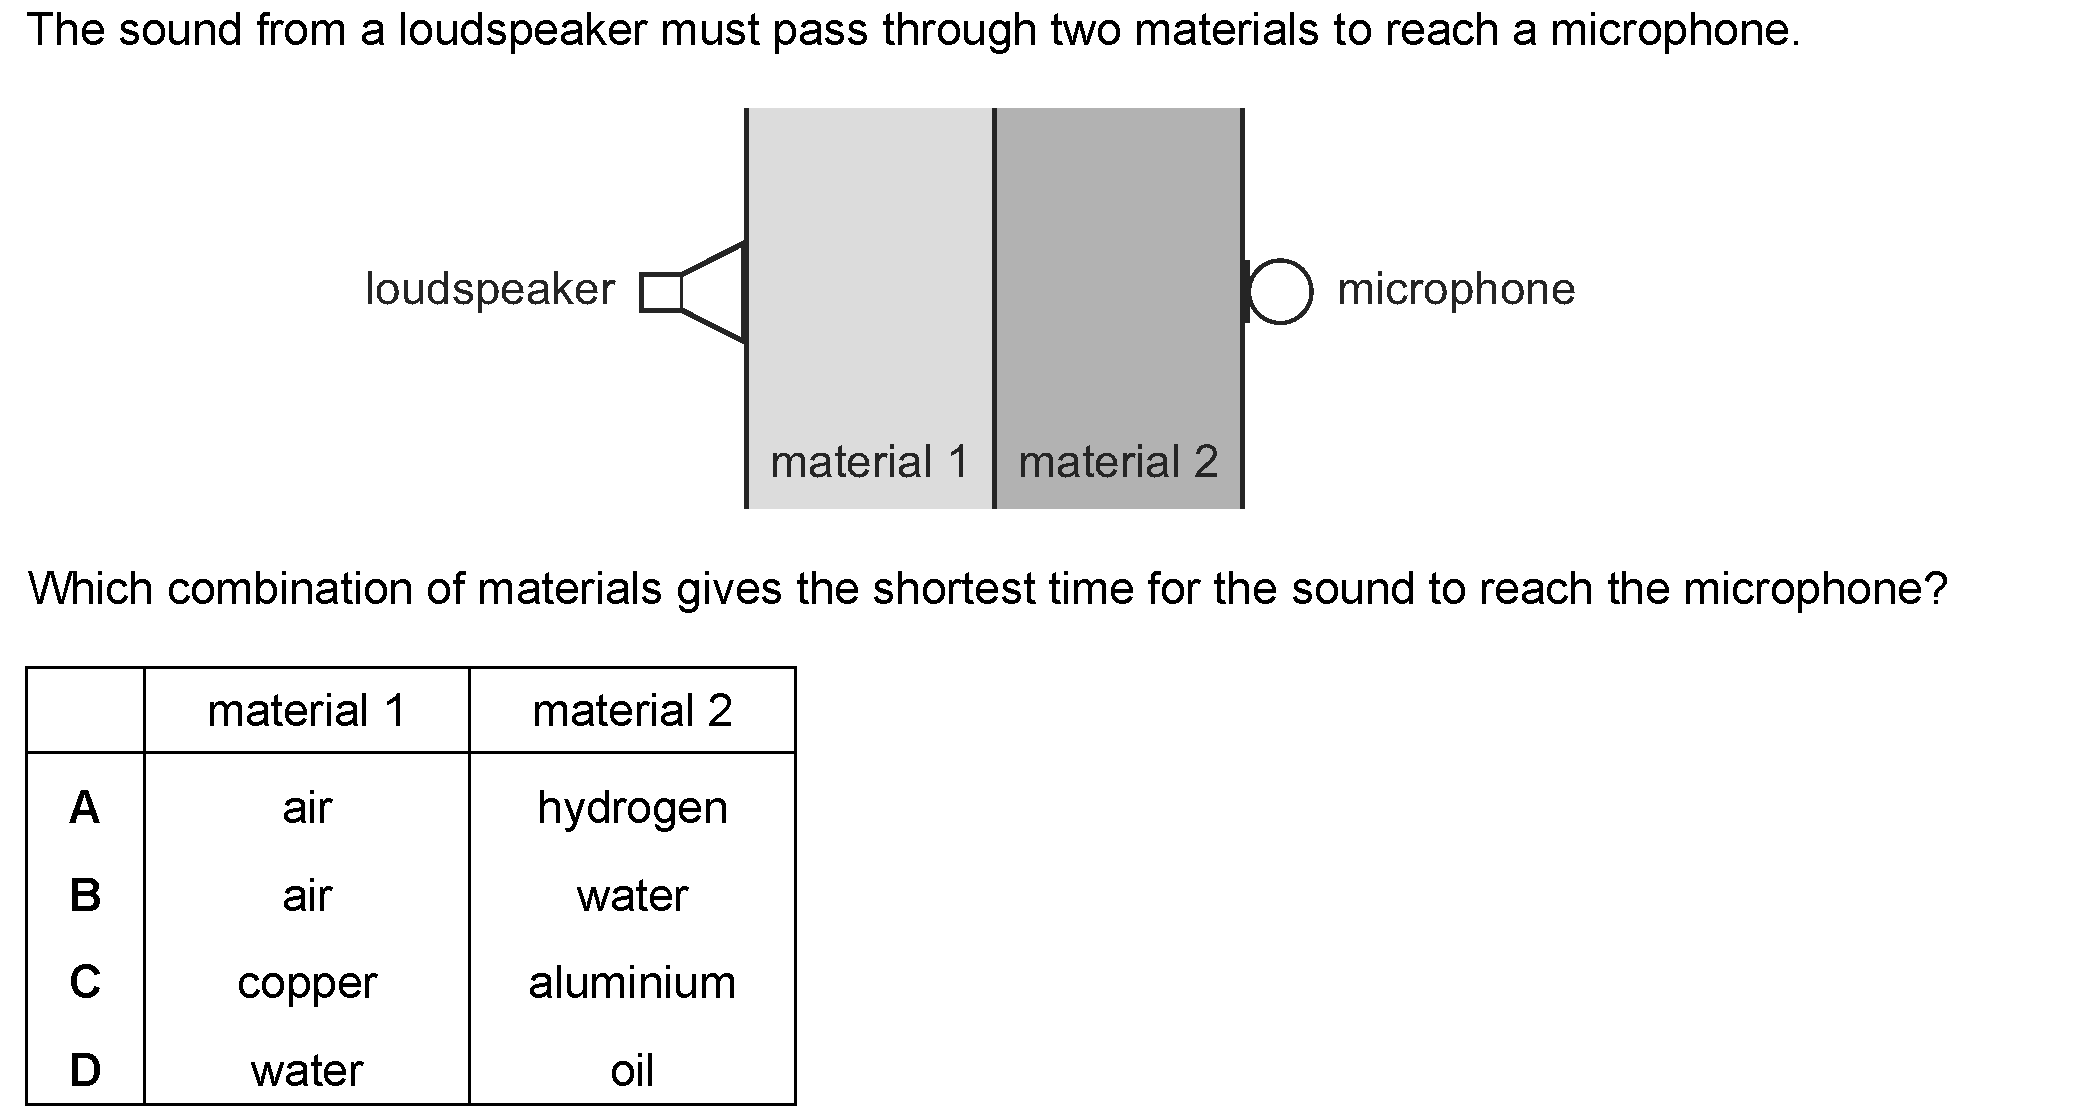 The sound from a loudspeaker must pass through two materials to reach a microphone.
loudspeaker
microphone
material 1
material 2
Which combination of materials gives the shortest time for the sound to reach the microphone?
material 1 material 2
A air hydrogen
B air water
C copper aluminium
D water oil